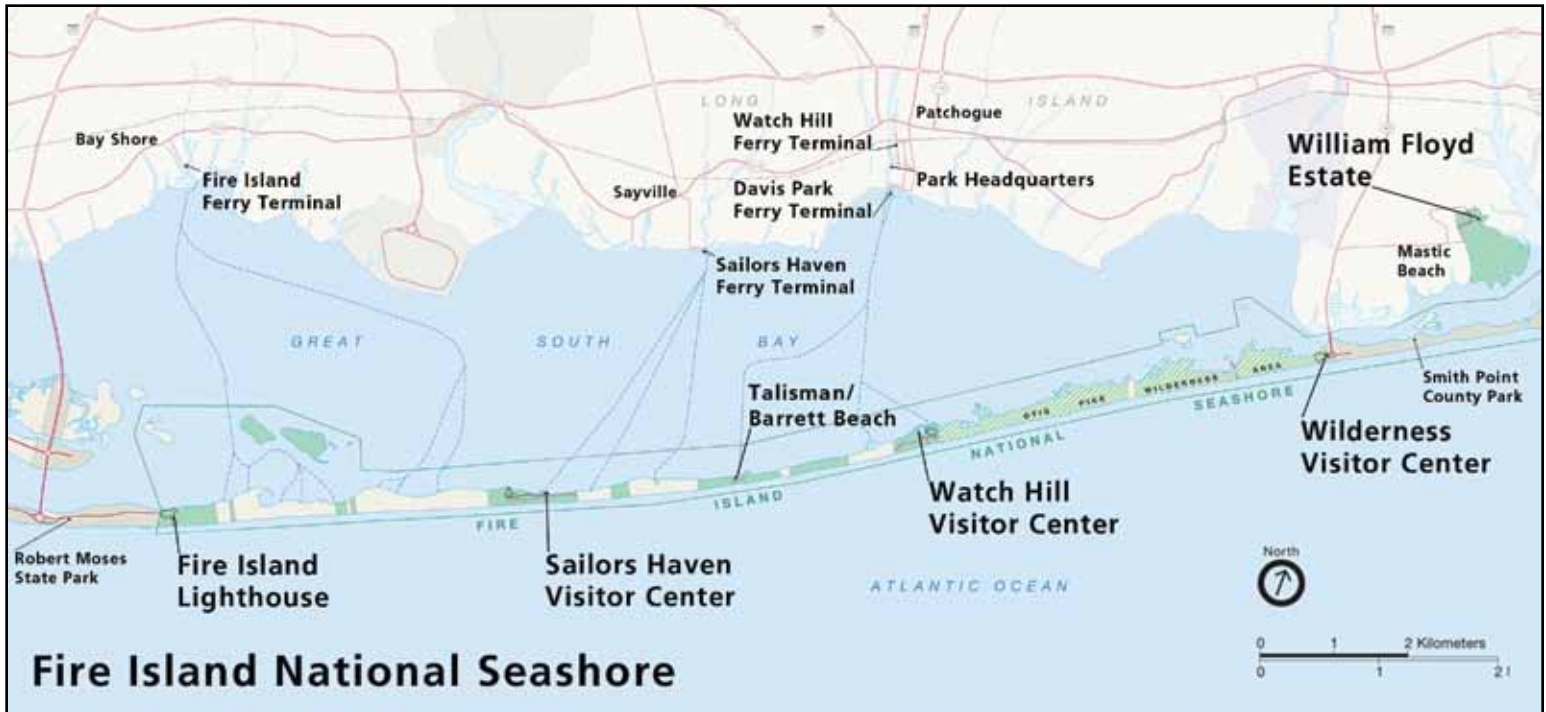 LONG ISLAND
Bay Shore
Fire Island
Ferry Terminal
Sayville
Watch Hill
Ferry Terminal
Patchogue
Davis Park
Ferry Terminal
Park Headquarters
William Floyd
Estate
Mastic
Beach
Sailors Haven
Ferry Terminal
GREAT SOUTH BAY
Talisman/
Barrett Beach
OTIS PIKE WILDERNESS AREA
Smith Point
County Park
FIRE ISLAND NATIONAL SEASHORE
Wilderness
Visitor Center
Watch Hill
Visitor Center
Robert Moses
State Park
Fire Island
Lighthouse
Sailors Haven
Visitor Center
ATLANTIC OCEAN
North
0 1 2 Kilometers
0 1 2
Fire Island National Seashore